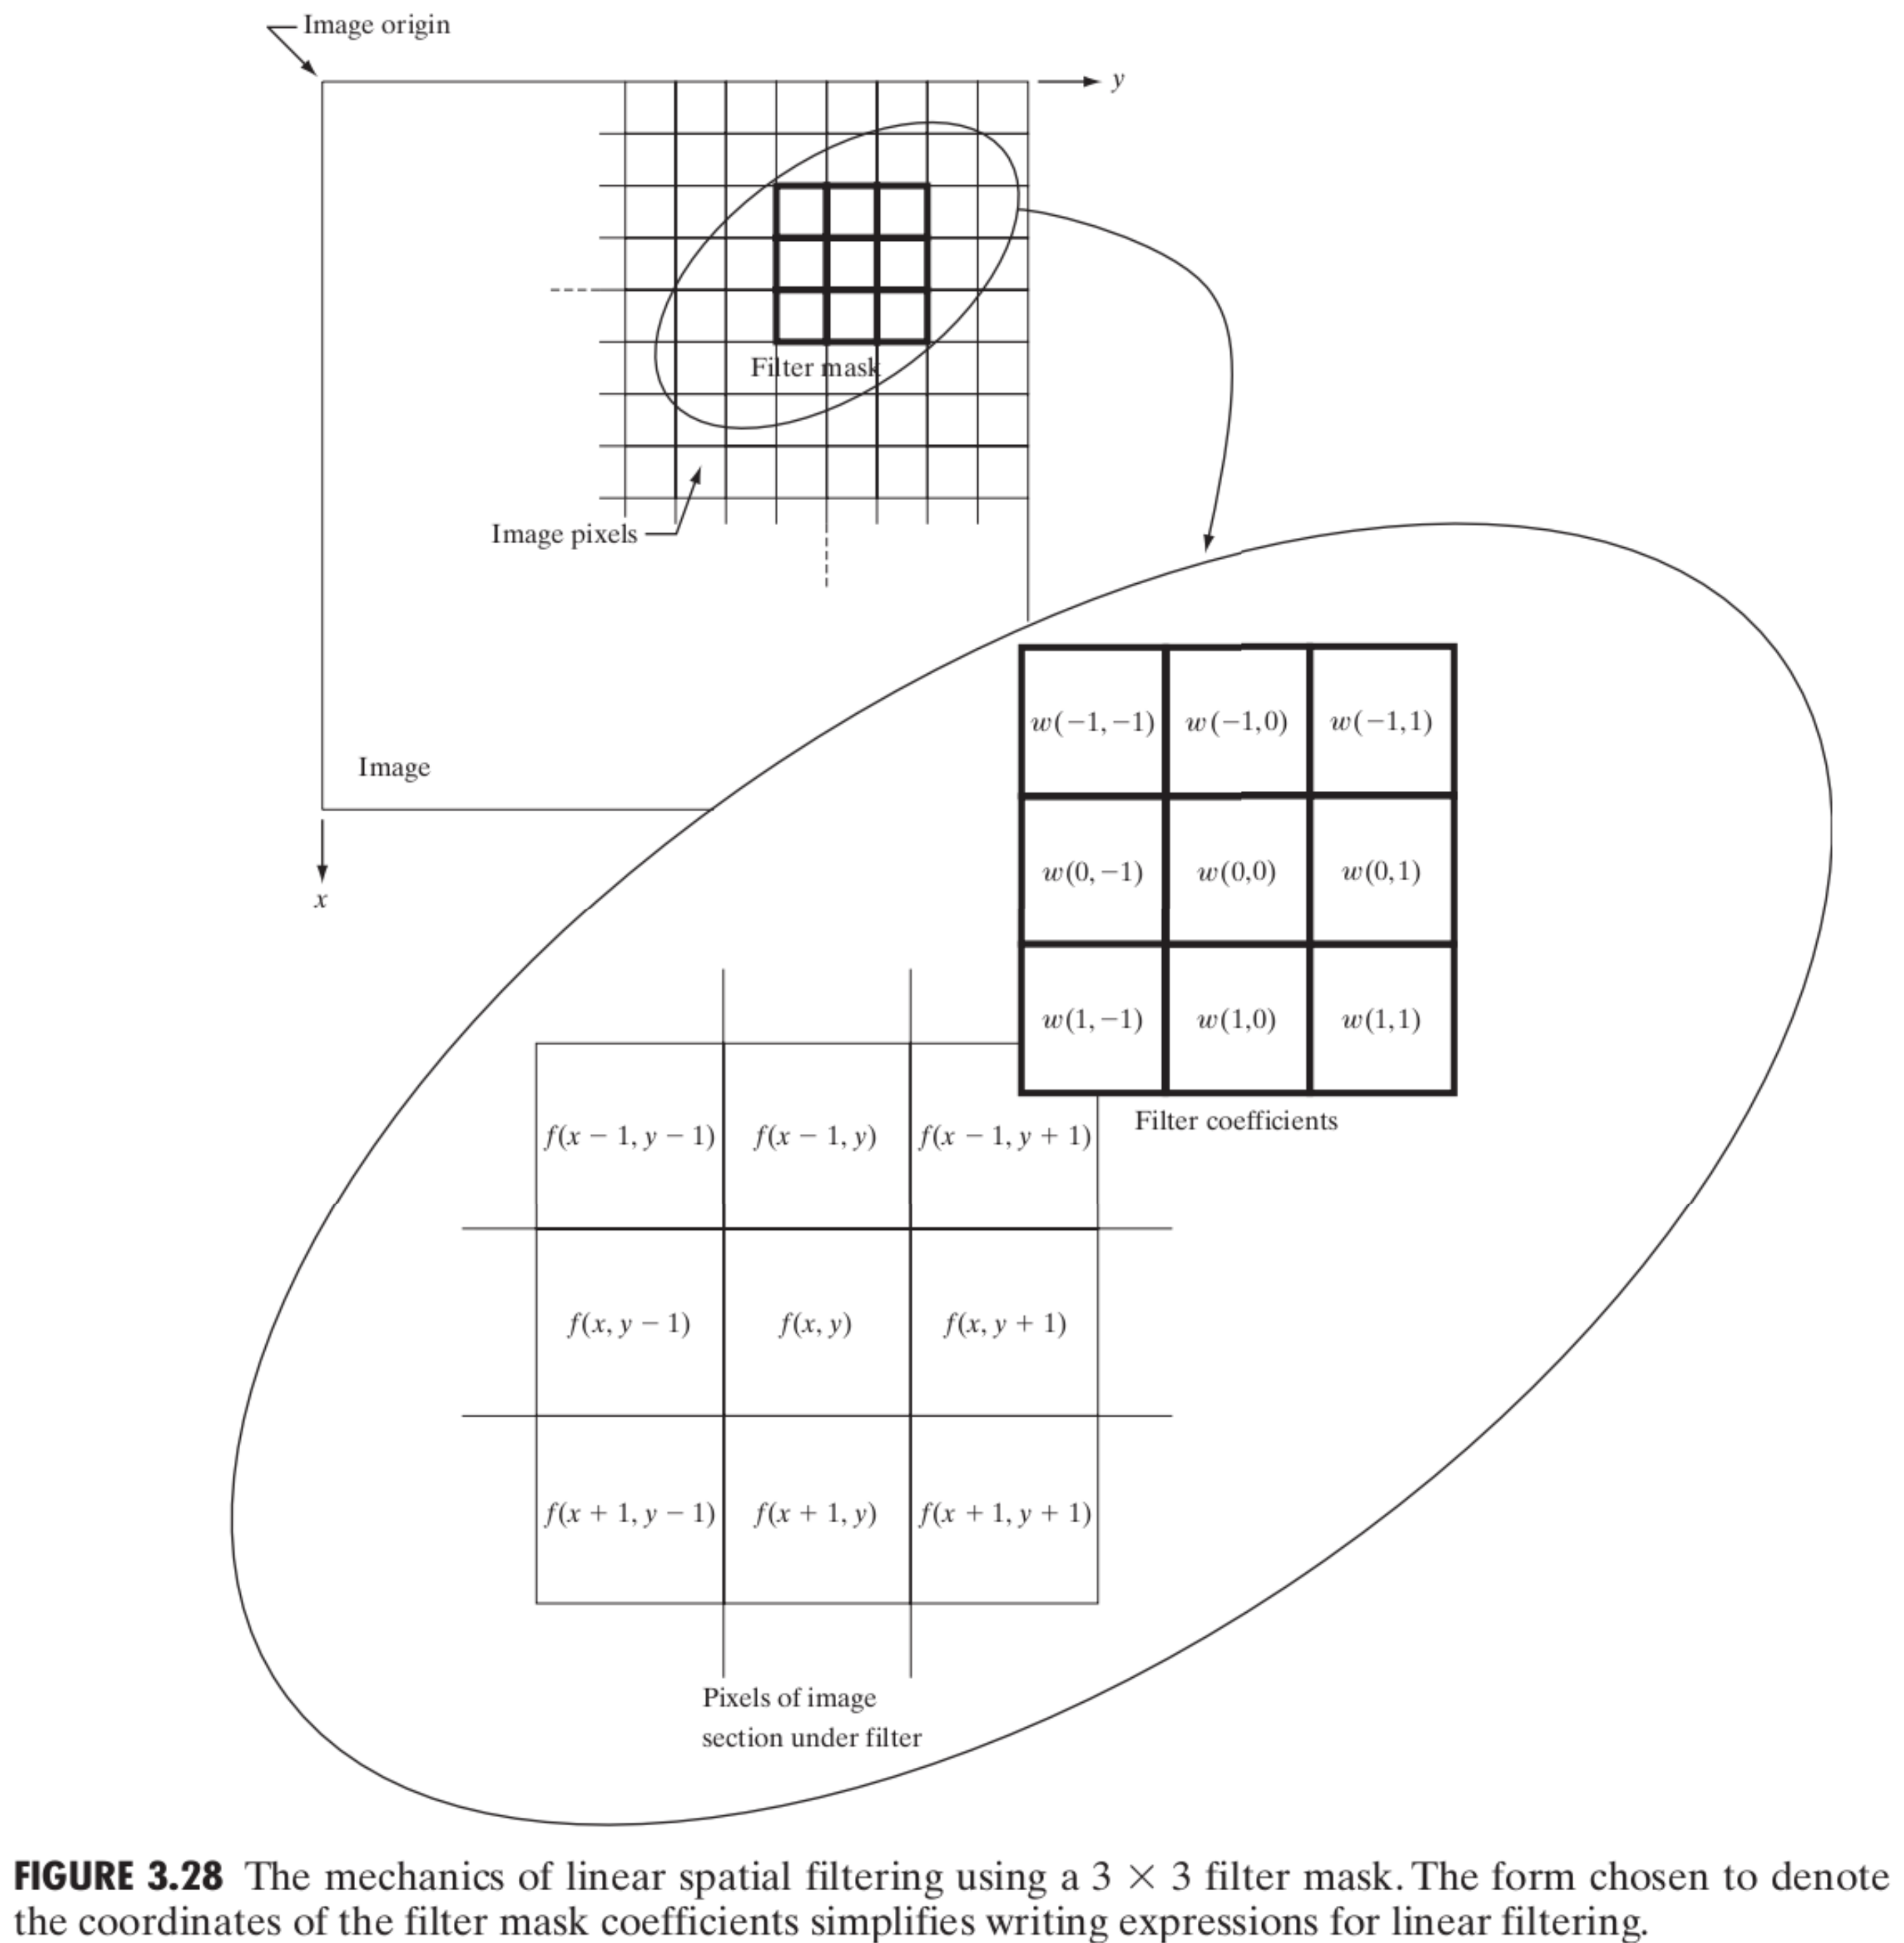 Image origin
y
Filter mask
Image pixels
Image
x
w(−1, −1) w(−1,0) w(−1,1)
w(0, −1) w(0,0) w(0,1)
w(1, −1) w(1,0) w(1,1)
Filter coefficients
f(x − 1, y − 1) f(x − 1, y) f(x − 1, y + 1)
f(x, y − 1) f(x, y) f(x, y + 1)
f(x + 1, y − 1) f(x + 1, y) f(x + 1, y + 1)
Pixels of image
section under filter
FIGURE 3.28 The mechanics of linear spatial filtering using a 3 × 3 filter mask. The form chosen to denote
the coordinates of the filter mask coefficients simplifies writing expressions for linear filtering.